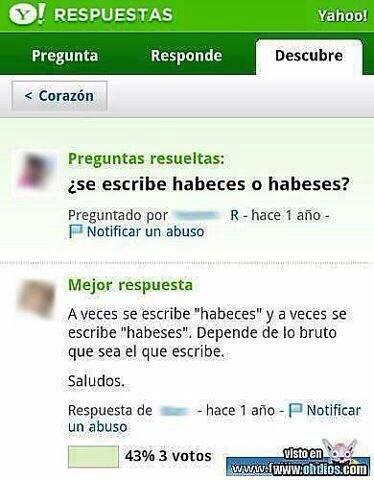 Y! RESPUESTAS Yahoo!
Pregunta Responde Descubre
< Corazón
Preguntas resueltas:
¿se escribe habeces o habeses?
Preguntado por R - hace 1 año -
Notificar un abuso
Mejor respuesta
A veces se escribe "habeces" y a veces se
escribe "habeses". Depende de lo bruto
que sea el que escribe.
Saludos.
Respuesta de - hace 1 año - Notificar
un abuso
43% 3 votos
visto en
www.ohdios.com